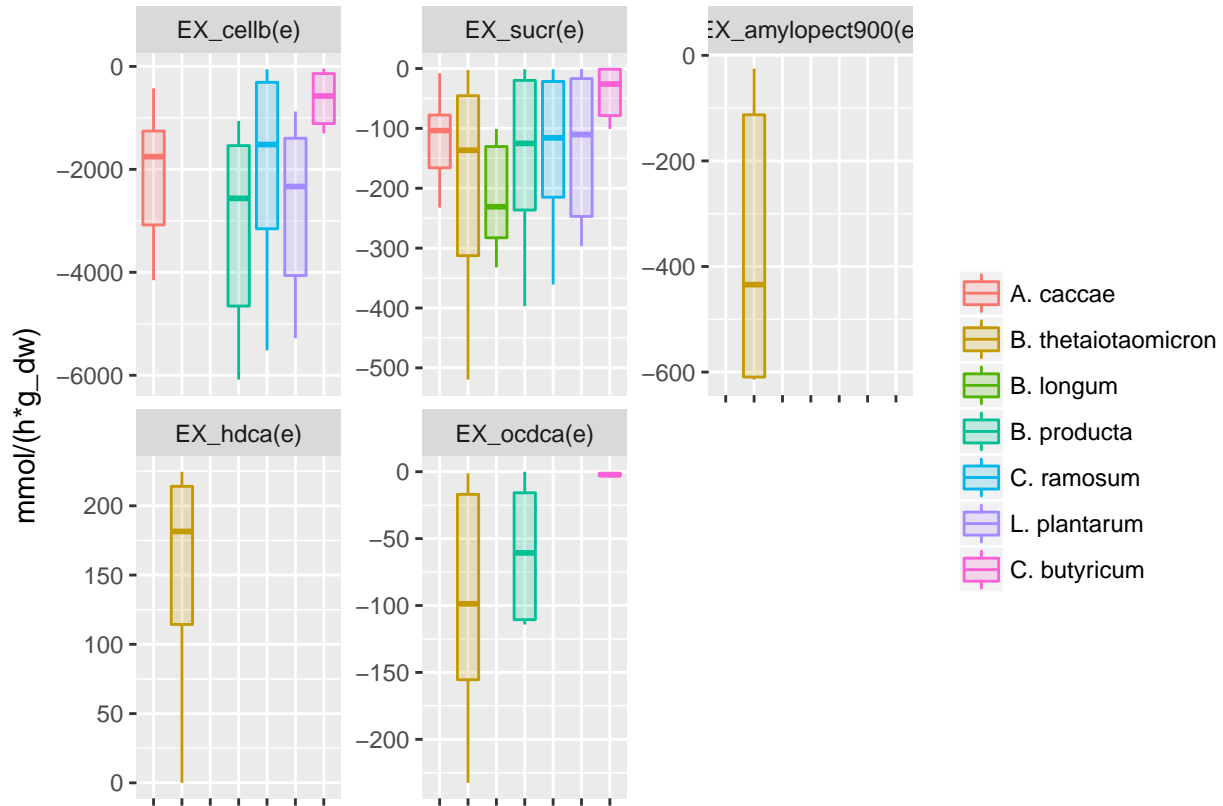 EX_cellb(e)
EX_sucr(e)
EX_amylopect900(e
0
−2000
−4000
−6000
0
−100
−200
−300
−400
−500
0
−200
−400
−600
EX_hdca(e)
EX_ocdca(e)
200
150
100
50
0
0
−50
−100
−150
−200
mmol/(h*g_dw)
A. caccae
B. thetaiotaomicron
B. longum
B. producta
C. ramosum
L. plantarum
C. butyricum